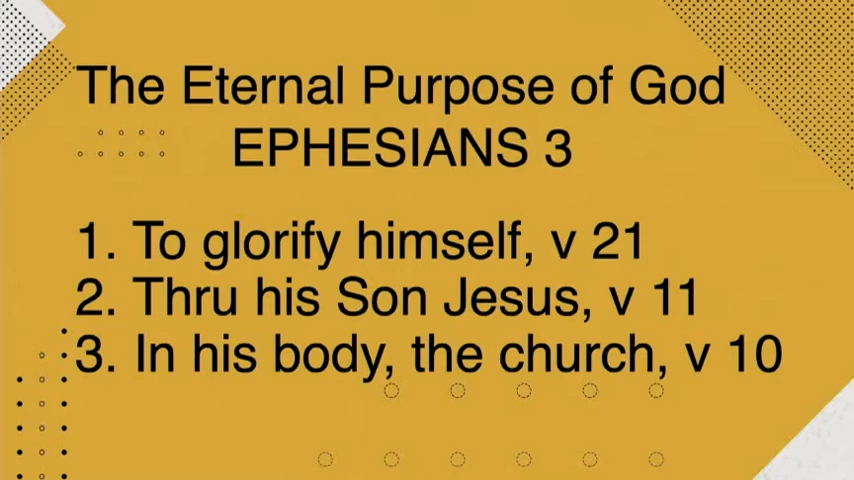 The Eternal Purpose of God
EPHESIANS 3
1. To glorify himself, v 21
2. Thru his Son Jesus, v 11
3. In his body, the church, v 10